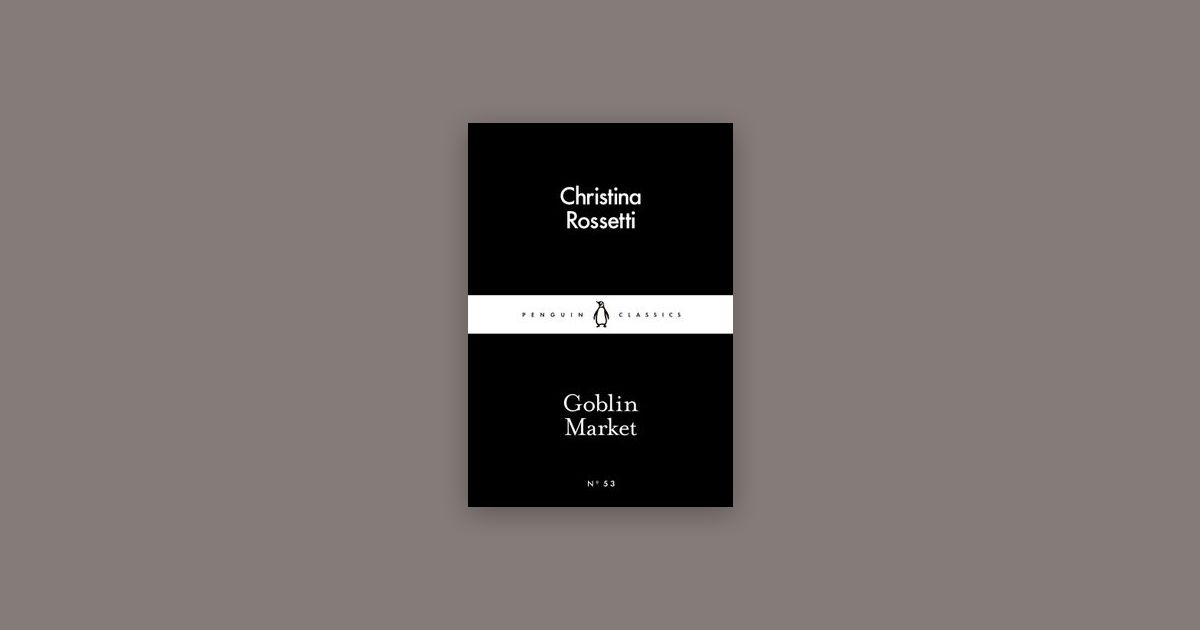 Christina
Rossetti
PENGUIN CLASSICS
Goblin
Market
Nº 53